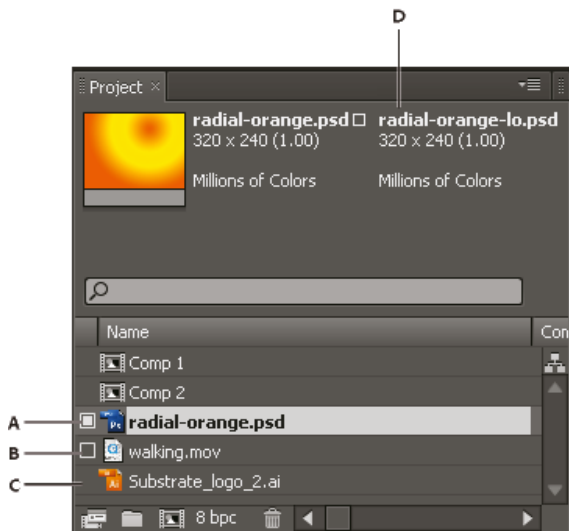 D
Project
radial-orange.psd radial-orange-lo.psd
320 x 240 (1.00) 320 x 240 (1.00)
Millions of Colors Millions of Colors
Name Con
Comp 1
Comp 2
A radial-orange.psd
B walking.mov
C Substrate_logo_2.ai
8 bpc